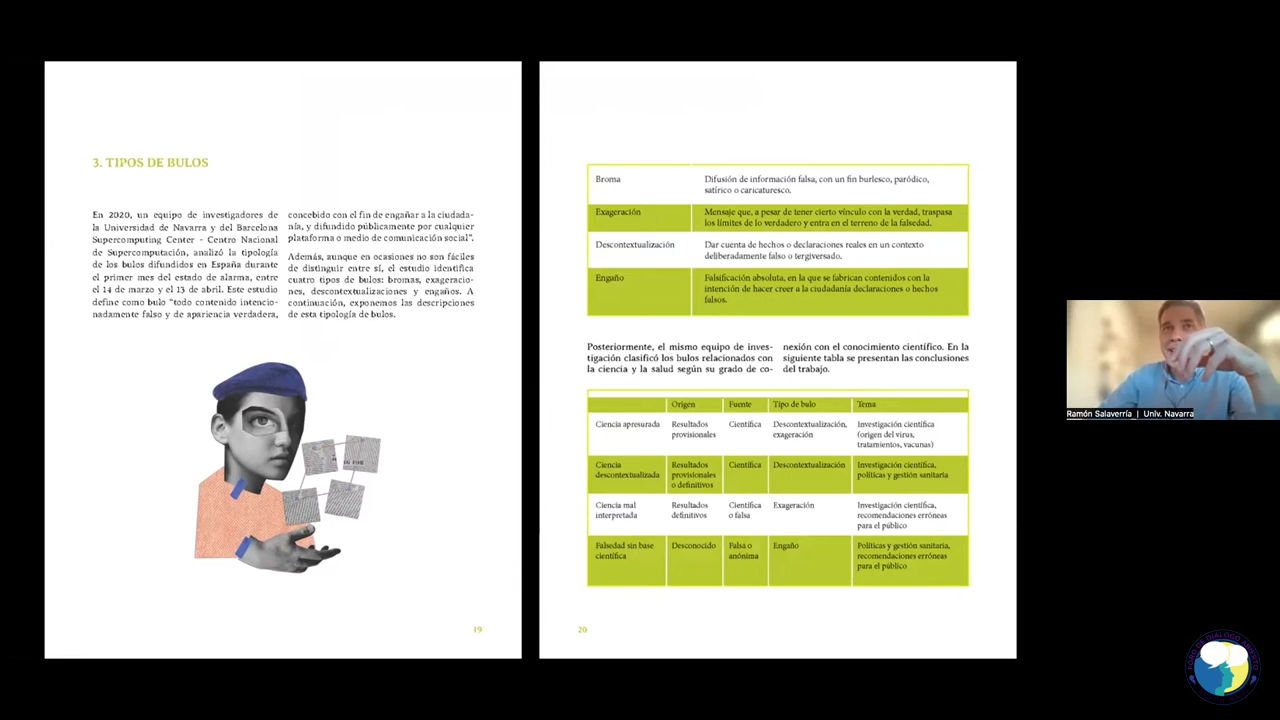 3. TIPOS DE BULOS
En 2020, un equipo de investigadores de
la Universidad de Navarra y del Barcelona
Supercomputing Center - Centro Nacional
de Supercomputación, analizó la tipología
de los bulos difundidos en España durante
el primer mes del estado de alarma, entre
el 14 de marzo y el 13 de abril. Este estudio
define como bulo “todo contenido intencio-
nadamente falso y de apariencia verdadera,
concebido con el fin de engañar a la ciudada-
nía, y difundido públicamente por cualquier
plataforma o medio de comunicación social”.
Además, aunque en ocasiones no son fáciles
de distinguir entre sí, el estudio identifica
cuatro tipos de bulos: bromas, exageracio-
nes, descontextualizaciones y engaños. A
continuación, exponemos las descripciones
de esta tipología de bulos.
19
Broma
Difusión de información falsa, con un fin burlesco, paródico,
satírico o caricaturesco.
Exageración
Mensaje que, a pesar de tener cierto vínculo con la verdad, traspasa
los límites de lo verdadero y entra en el terreno de la falsedad.
Descontextualización
Dar cuenta de hechos o declaraciones reales en un contexto
deliberadamente falso o tergiversado.
Engaño
Falsificación absoluta, en la que se fabrican contenidos con la
intención de hacer creer a la ciudadanía declaraciones o hechos
falsos.
Posteriormente, el mismo equipo de inves-
tigación clasificó los bulos relacionados con
la ciencia y la salud según su grado de co-
nexión con el conocimiento científico. En la
siguiente tabla se presentan las conclusiones
del trabajo.
Origen Fuente Tipo de bulo Tema
Ciencia apresurada
Resultados
provisionales
Científica
Descontextualización,
exageración
Investigación científica
(origen del virus,
tratamientos, vacunas)
Ciencia
descontextualizada
Resultados
provisionales
o definitivos
Científica
Descontextualización
Investigación científica,
políticas y gestión sanitaria
Ciencia mal
interpretada
Resultados
definitivos
Científica
o falsa
Exageración
Investigación científica,
recomendaciones erróneas
para el público
Falsedad sin base
científica
Desconocido
Falsa o
anónima
Engaño
Políticas y gestión sanitaria,
recomendaciones erróneas
para el público
20
Ramón Salaverría | Univ. Navarra
FORO DE DIÁLOGO ABIERTO